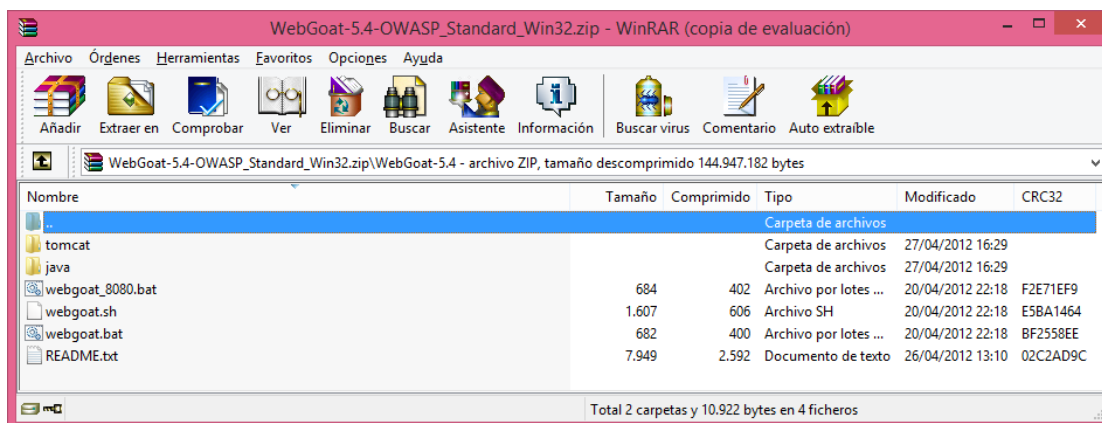 WebGoat-5.4-OWASP_Standard_Win32.zip - WinRAR (copia de evaluación)
Archivo Órdenes Herramientas Favoritos Opciones Ayuda
Añadir Extraer en Comprobar Ver Eliminar Buscar Asistente Información Buscar virus Comentario Auto extraíble
WebGoat-5.4-OWASP_Standard_Win32.zip\WebGoat-5.4 - archivo ZIP, tamaño descomprimido 144.947.182 bytes
Nombre Tamaño Comprimido Tipo Modificado CRC32
.. Carpeta de archivos
tomcat Carpeta de archivos 27/04/2012 16:29
java Carpeta de archivos 27/04/2012 16:29
webgoat_8080.bat 684 402 Archivo por lotes ... 20/04/2012 22:18 F2E71EF9
webgoat.sh 1.607 606 Archivo SH 20/04/2012 22:18 E5BA1464
webgoat.bat 682 400 Archivo por lotes ... 20/04/2012 22:18 BF2558EE
README.txt 7.949 2.592 Documento de texto 26/04/2012 13:10 02C2AD9C
Total 2 carpetas y 10.922 bytes en 4 ficheros